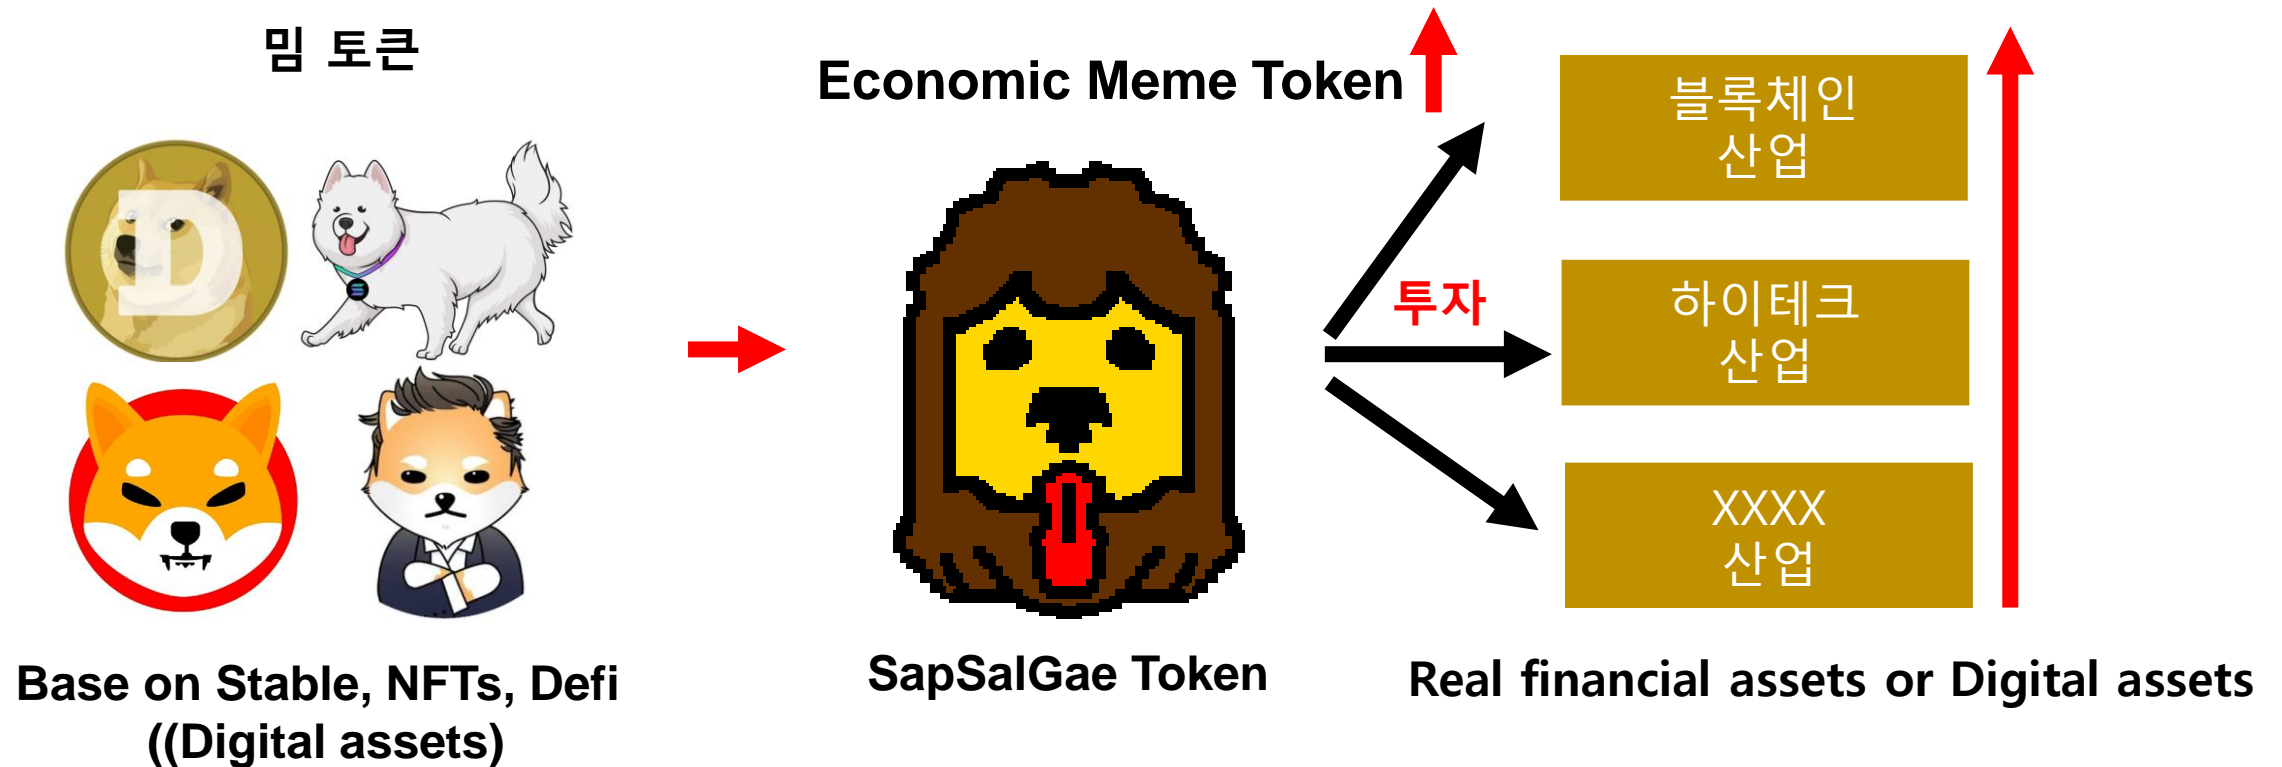 밈 토큰
D
Base on Stable, NFTs, Defi
((Digital assets)
Economic Meme Token
SapSalGae Token
투자
블록체인
산업
하이테크
산업
XXXX
산업
Real financial assets or Digital assets